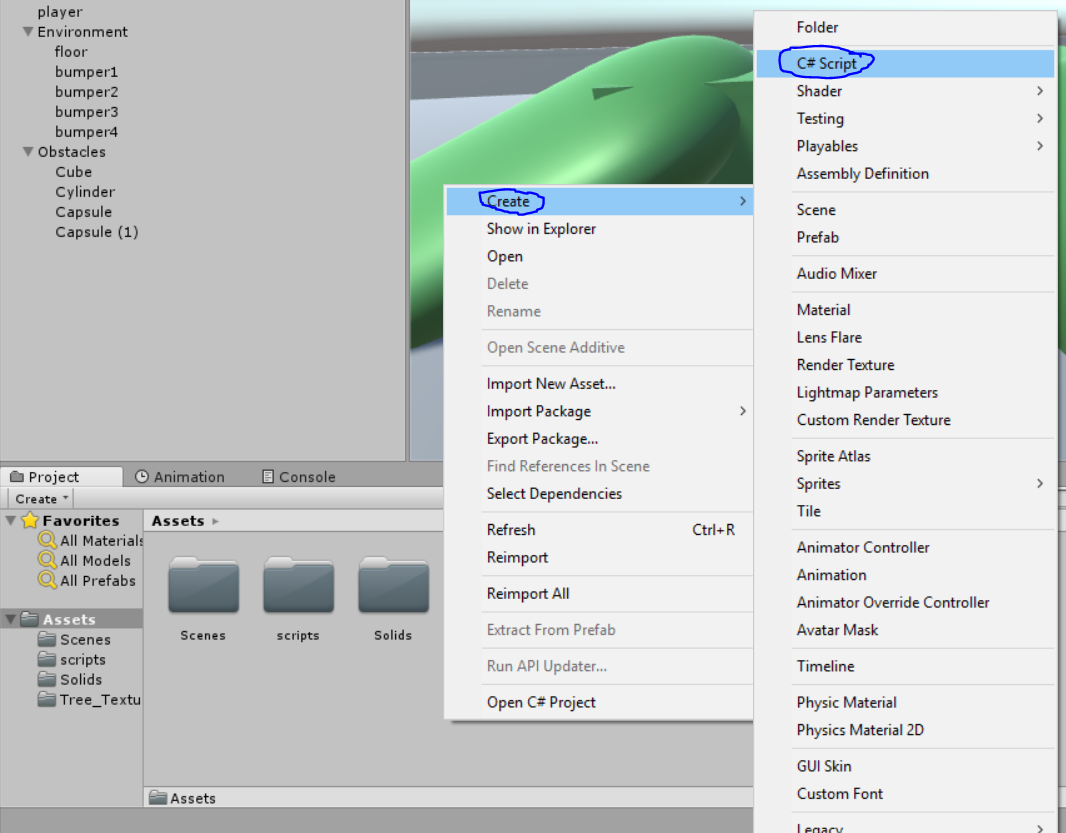 player
Environment
floor
bumper1
bumper2
bumper3
bumper4
Obstacles
Cube
Cylinder
Capsule
Capsule (1)
Project
Animation
Console
Create
Favorites
All Materials
All Models
All Prefabs
Assets
Scenes
scripts
Solids
Tree_Textu
Assets
Scenes
scripts
Solids
Assets
Create
Show in Explorer
Open
Delete
Rename
Open Scene Additive
Import New Asset...
Import Package
Export Package...
Find References In Scene
Select Dependencies
Refresh Ctrl+R
Reimport
Reimport All
Extract From Prefab
Run API Updater...
Open C# Project
Folder
C# Script
Shader
Testing
Playables
Assembly Definition
Scene
Prefab
Audio Mixer
Material
Lens Flare
Render Texture
Lightmap Parameters
Custom Render Texture
Sprite Atlas
Sprites
Tile
Animator Controller
Animation
Animator Override Controller
Avatar Mask
Timeline
Physic Material
Physics Material 2D
GUI Skin
Custom Font
Legacy